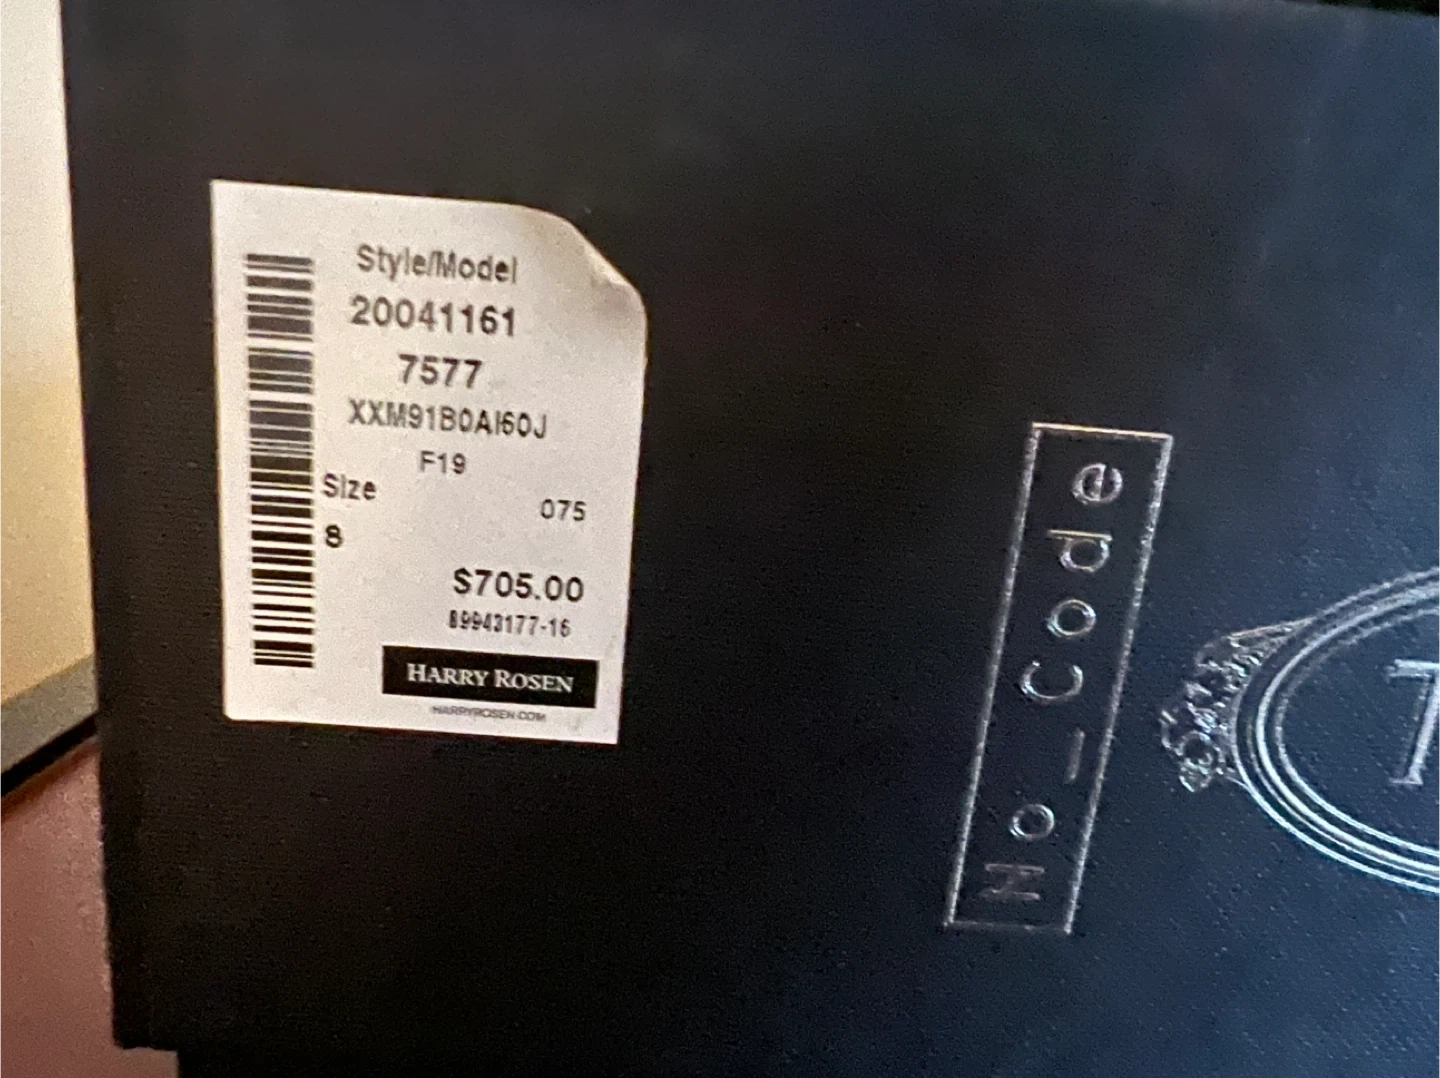 Style/Model
20041161
7577
XXM91B0AI60J
F19
Size
075
8
$705.00
89943177-16
HARRY ROSEN
HARRYROSEN.COM
No_Code
T